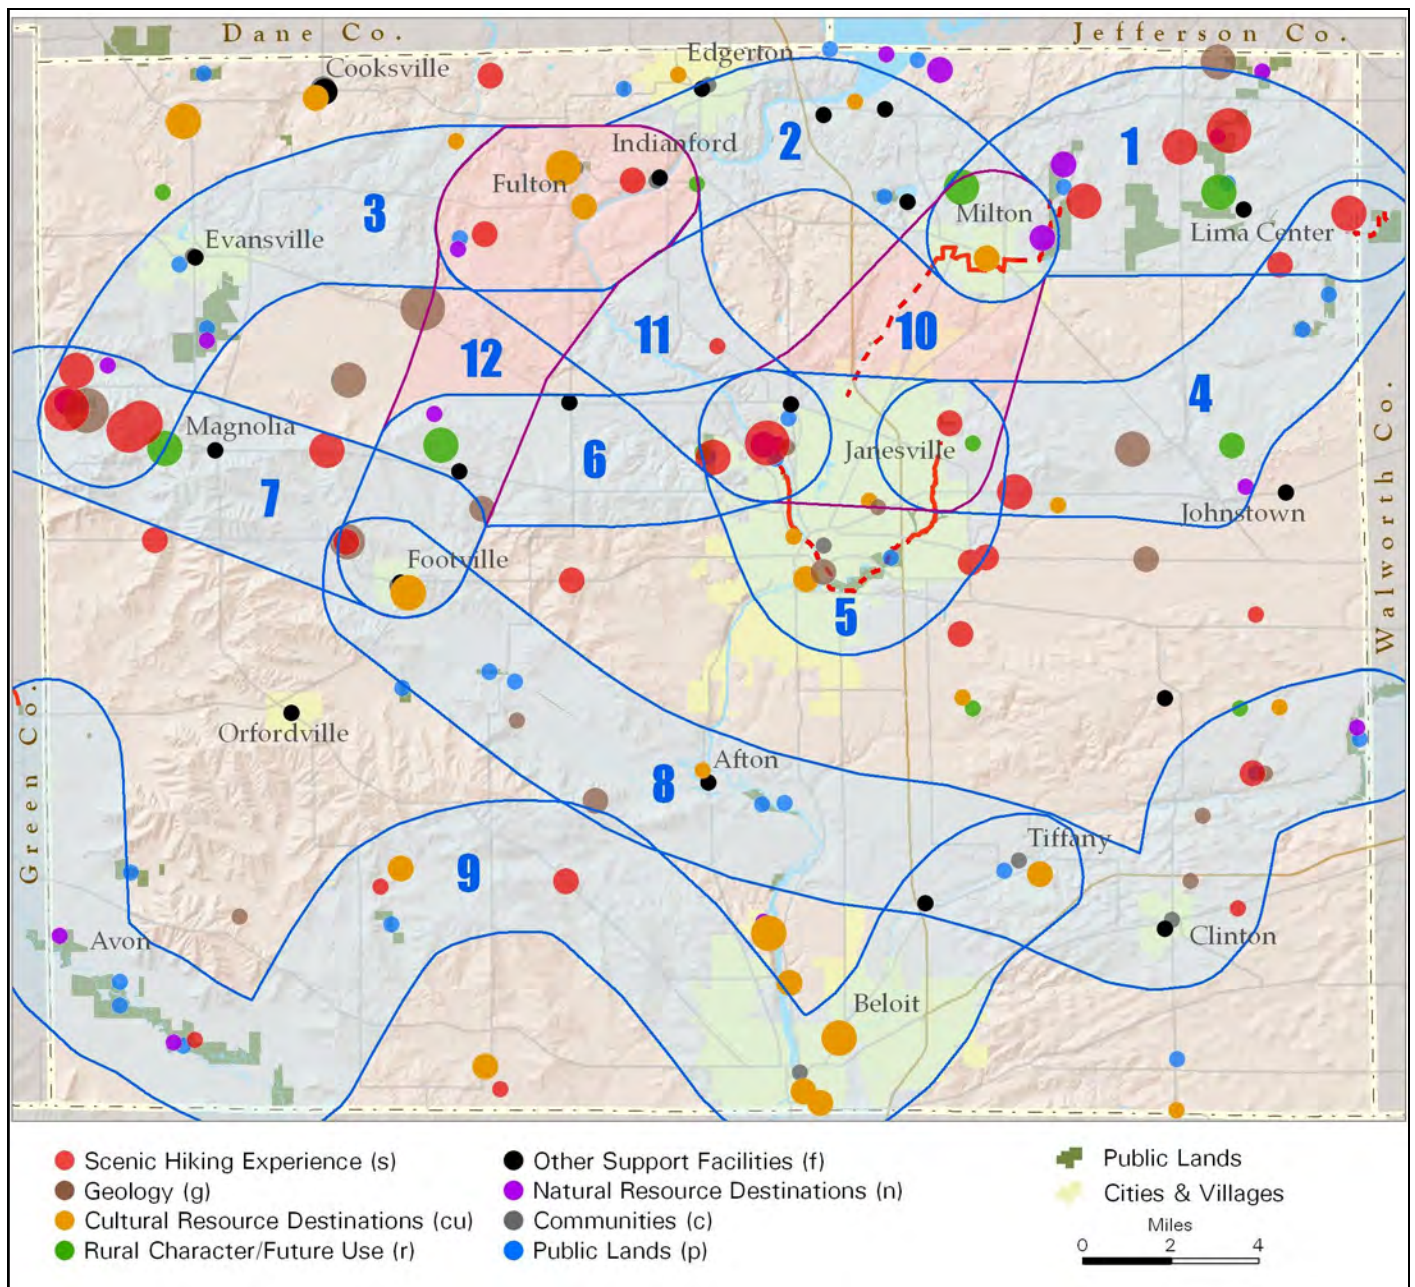 Dane Co.
Jefferson Co.
Edgerton
Cooksville
2
1
Indianford
Fulton
3
Milton
Evansville
Lima Center
11
10
12
4
Magnolia
Janesville
6
7
Johnstown
Footville
Walworth Co.
5
Orfordville
Green Co.
Afton
8
Tiffany
9
Avon
Clinton
Beloit
Scenic Hiking Experience (s)
Geology (g)
Cultural Resource Destinations (cu)
Rural Character/Future Use (r)
Other Support Facilities (f)
Natural Resource Destinations (n)
Communities (c)
Public Lands (p)
Public Lands
Cities & Villages
Miles
0 2 4